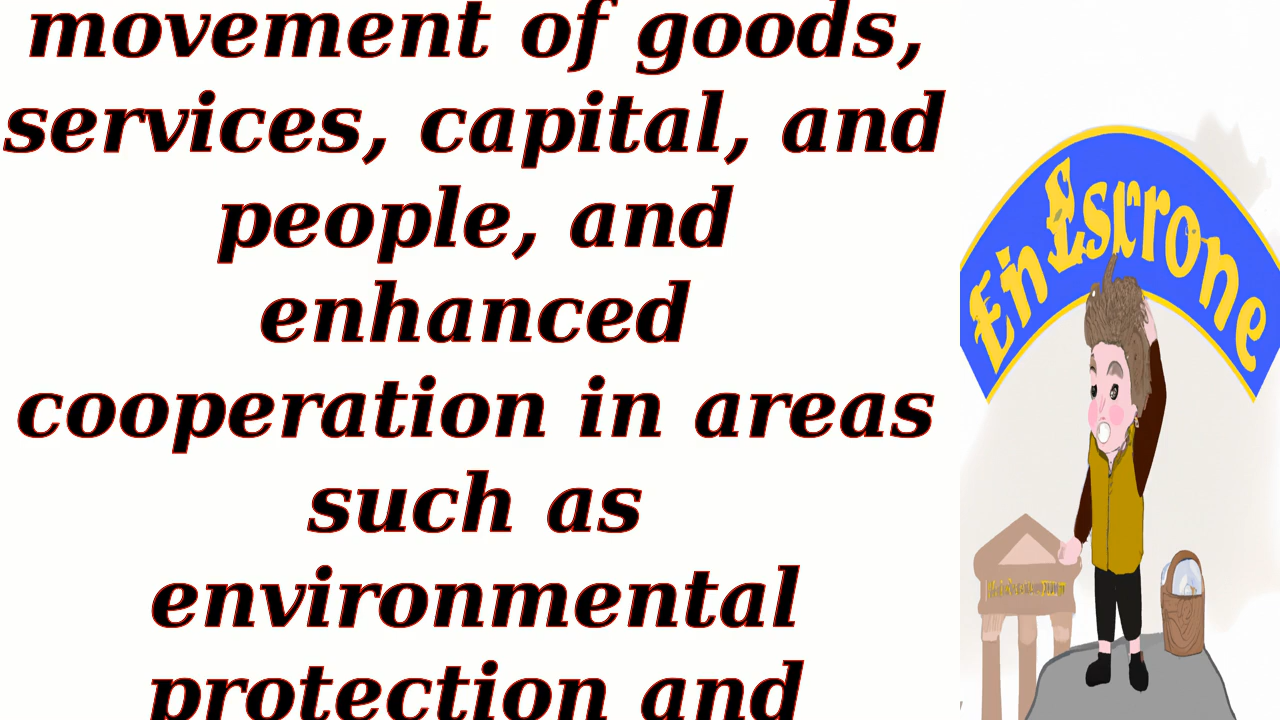 movement of goods,
services, capital, and
people, and
enhanced
cooperation in areas
such as
environmental
protection and
En Escrone